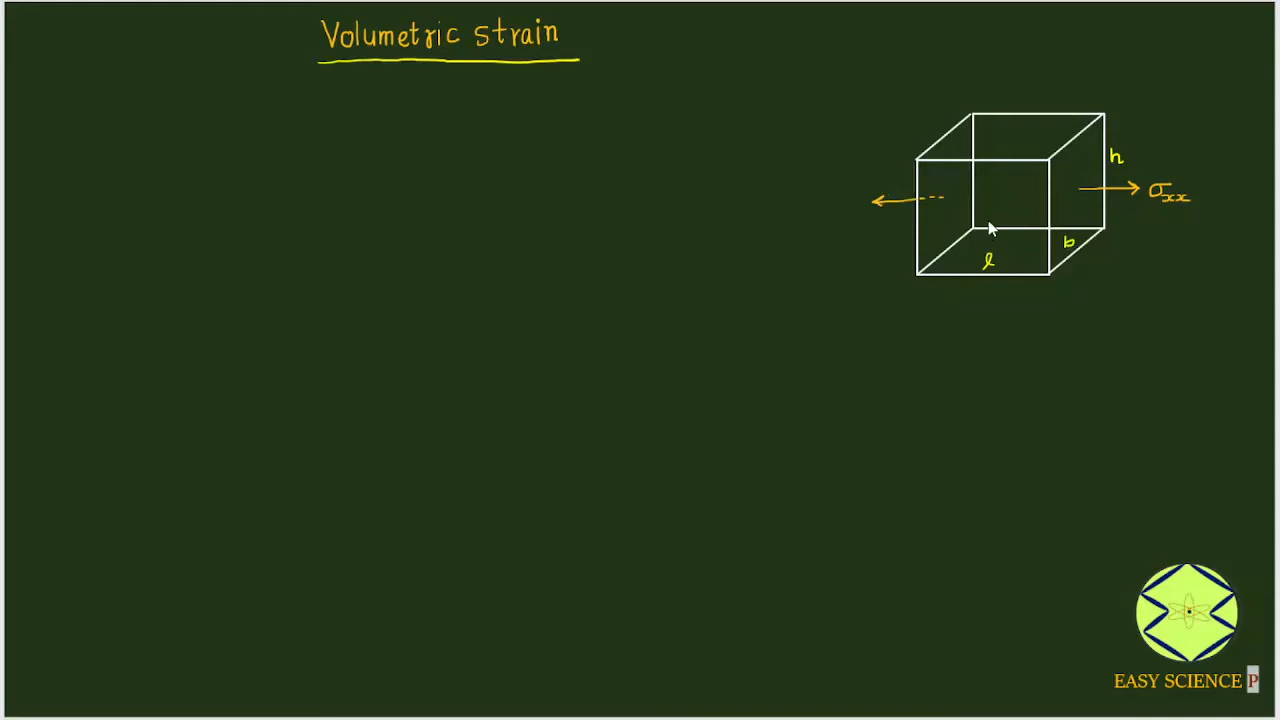 Volumetric strain
h
σxx
b
l
EASY SCIENCE P